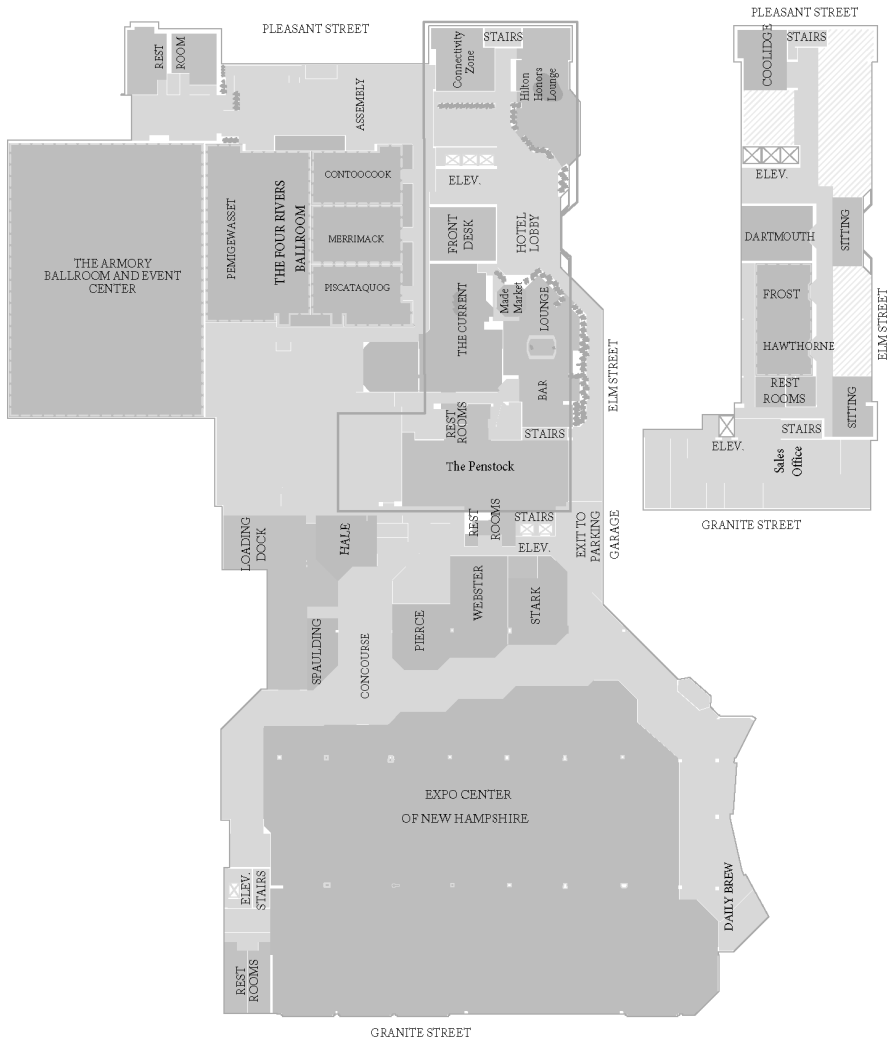 PLEASANT STREET
REST
ROOM
ASSEMBLY
Connectivity
Zone
STAIRS
Hilton
Honors
Lounge
ELEV.
THE ARMORY
BALLROOM AND EVENT
CENTER
PEMIGEWASSET
THE FOUR RIVERS
BALLROOM
CONTOOCOOK
MERRIMACK
PISCATAQUOG
FRONT
DESK
HOTEL
LOBBY
THE CURRENT
Made
Market
LOUNGE
BAR
ELM STREET
REST
ROOMS
STAIRS
The Penstock
LOADING
DOCK
HALE
REST
ROOMS
STAIRS
ELEV.
EXIT TO
PARKING
GARAGE
SPAULDING
CONCOURSE
PIERCE
WEBSTER
STARK
EXPO CENTER
OF NEW HAMPSHIRE
ELEV.
STAIRS
DAILY BREW
REST
ROOMS
GRANITE STREET
PLEASANT STREET
COOLIDGE
STAIRS
ELEV.
DARTMOUTH
SITTING
FROST
HAWTHORNE
ELM STREET
REST
ROOMS
SITTING
STAIRS
ELEV.
Sales
Office
GRANITE STREET